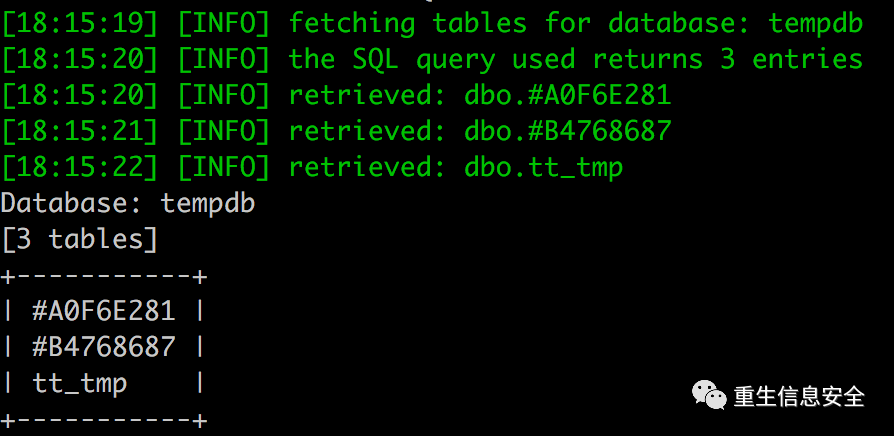 [18:15:19] [INFO] fetching tables for database: tempdb
[18:15:20] [INFO] the SQL query used returns 3 entries
[18:15:20] [INFO] retrieved: dbo.#A0F6E281
[18:15:21] [INFO] retrieved: dbo.#B4768687
[18:15:22] [INFO] retrieved: dbo.tt_tmp
Database: tempdb
[3 tables]
+-----------+
| #A0F6E281 |
| #B4768687 |
| tt_tmp    |
+-----------+
重生信息安全